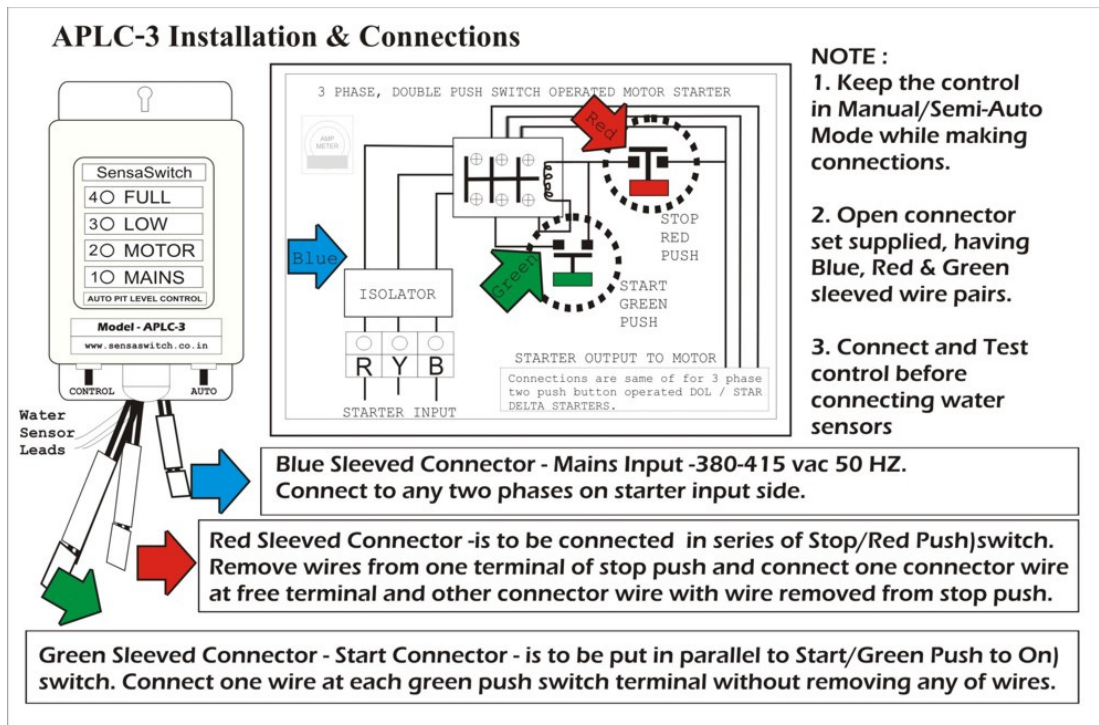 APLC-3 Installation & Connections
SensaSwitch
4 FULL
3 LOW
2 MOTOR
1 MAINS
AUTO PIT LEVEL CONTROL
Model - APLC-3
www.sensaswitch.co.in
CONTROL
AUTO
Water
Sensor
Leads
3 PHASE, DOUBLE PUSH SWITCH OPERATED MOTOR STARTER
AMP
METER
Red
Blue
Green
STOP
RED
PUSH
START
GREEN
PUSH
ISOLATOR
R Y B
STARTER INPUT
STARTER OUTPUT TO MOTOR
Connections are same of for 3 phase
two push button operated DOL / STAR
DELTA STARTERS.
NOTE :
1. Keep the control
in Manual/Semi-Auto
Mode while making
connections.
2. Open connector
set supplied, having
Blue, Red & Green
sleeved wire pairs.
3. Connect and Test
control before
connecting water
sensors
Blue Sleeved Connector - Mains Input -380-415 vac 50 HZ.
Connect to any two phases on starter input side.
Red Sleeved Connector -is to be connected in series of Stop/Red Push)switch.
Remove wires from one terminal of stop push and connect one connector wire
at free terminal and other connector wire with wire removed from stop push.
Green Sleeved Connector - Start Connector - is to be put in parallel to Start/Green Push to On)
switch. Connect one wire at each green push switch terminal without removing any of wires.